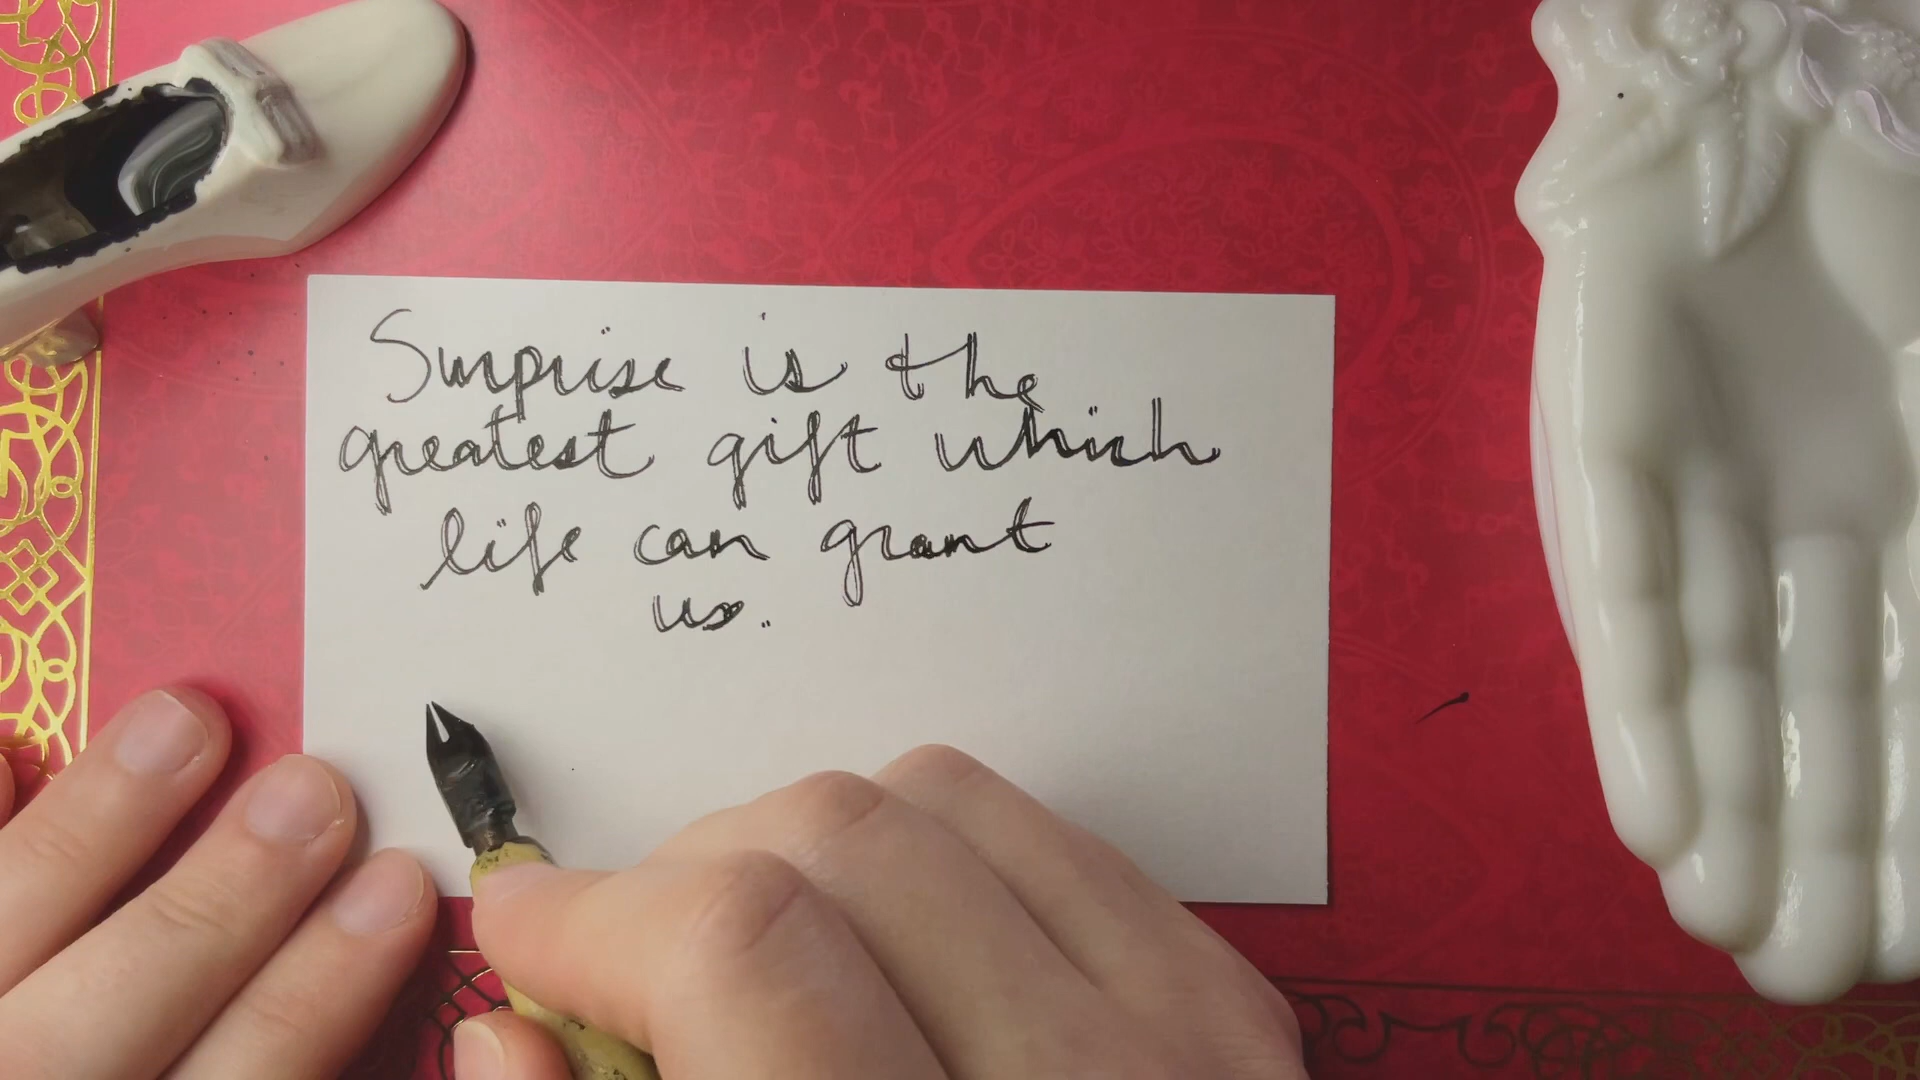 Surprise is the
greatest gift which
life can grant
us.